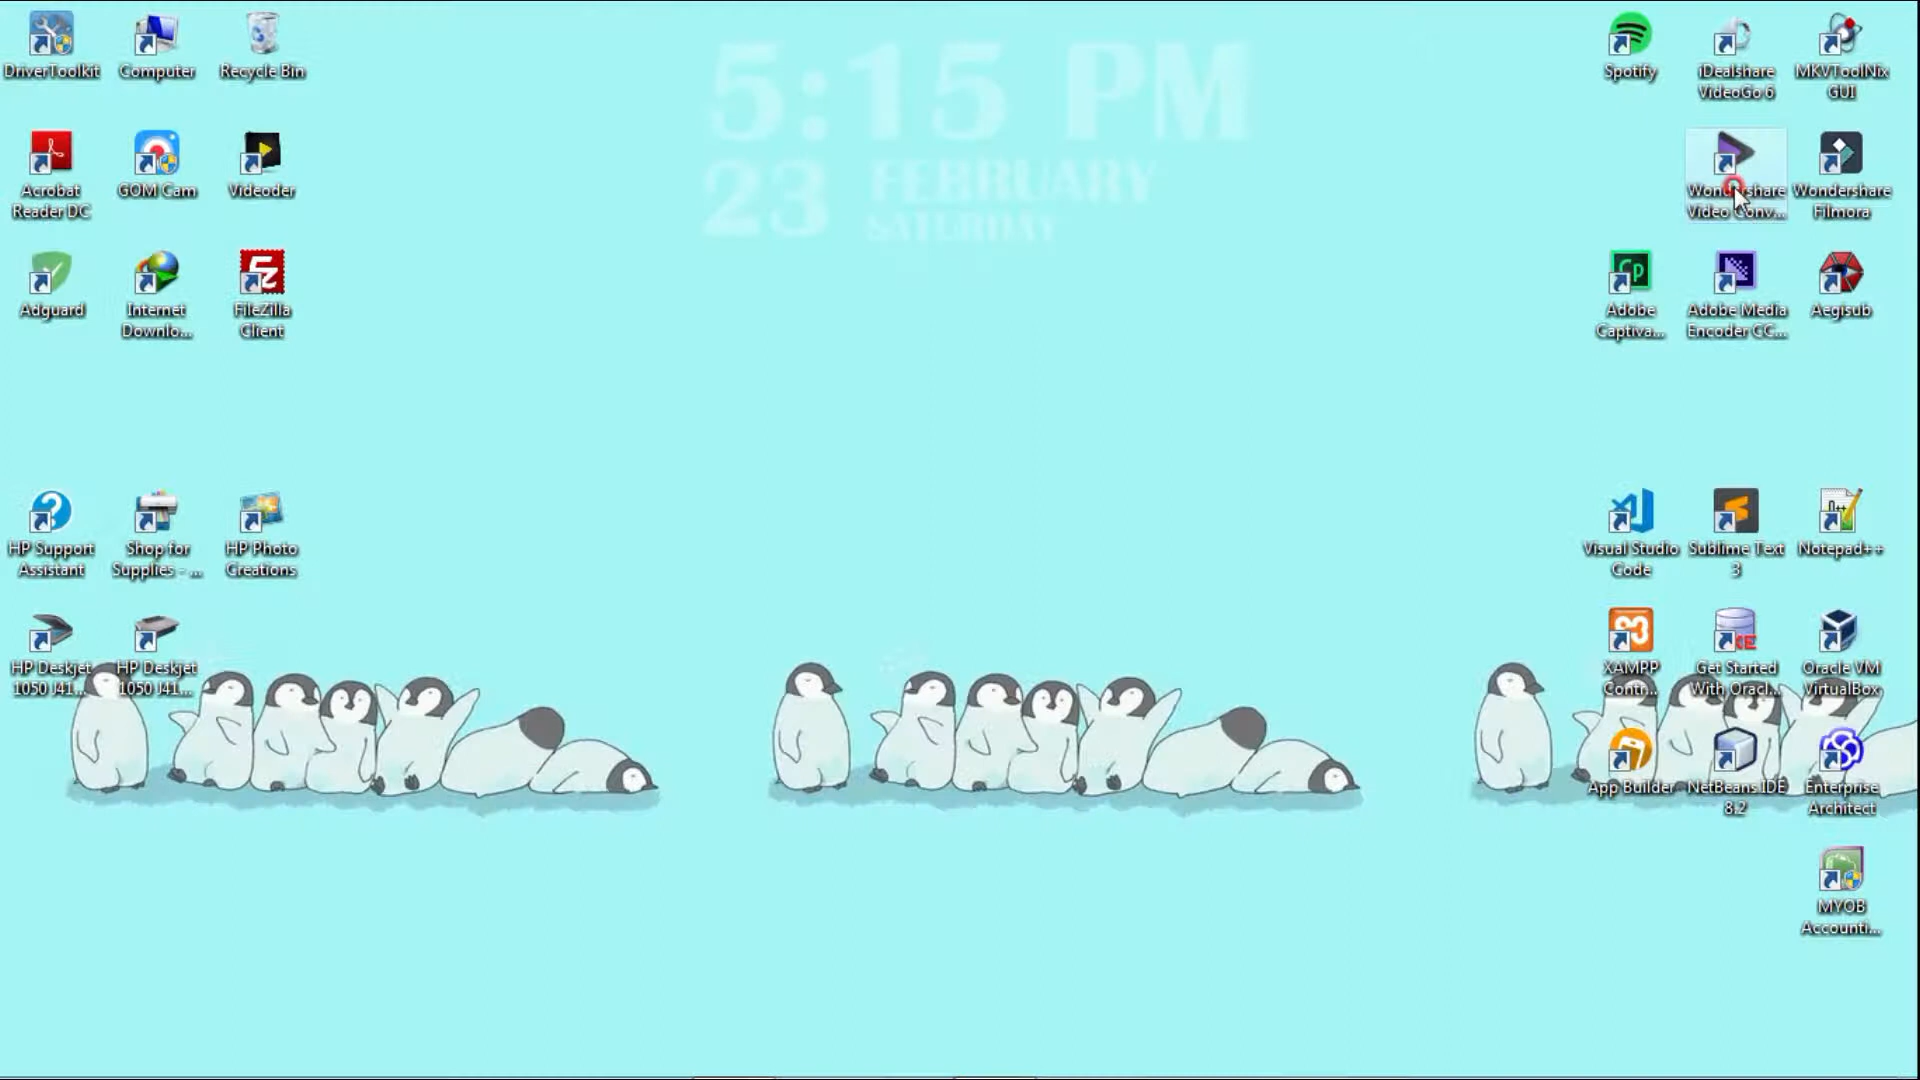 DriverToolkit
Computer
Recycle Bin
5:15 PM
23 FEBRUARY
SATURDAY
Spotify
iDealshare
VideoGo 6
MKVToolNix
GUI
Acrobat
Reader DC
GOM Cam
Videoder
Wondershare
Video Conv...
Wondershare
Filmora
Adguard
Internet
Downlo...
FileZilla
Client
Adobe
Captiva...
Adobe Media
Encoder CC...
Aegisub
HP Support
Assistant
Shop for
Supplies - ...
HP Photo
Creations
Visual Studio
Code
Sublime Text
3
Notepad++
HP Deskjet
1050 J41...
HP Deskjet
1050 J41...
XAMPP
Contr...
Get Started
With Oracl...
Oracle VM
VirtualBox
App Builder
NetBeans IDE
8.2
Enterprise
Architect
MYOB
Accounti...